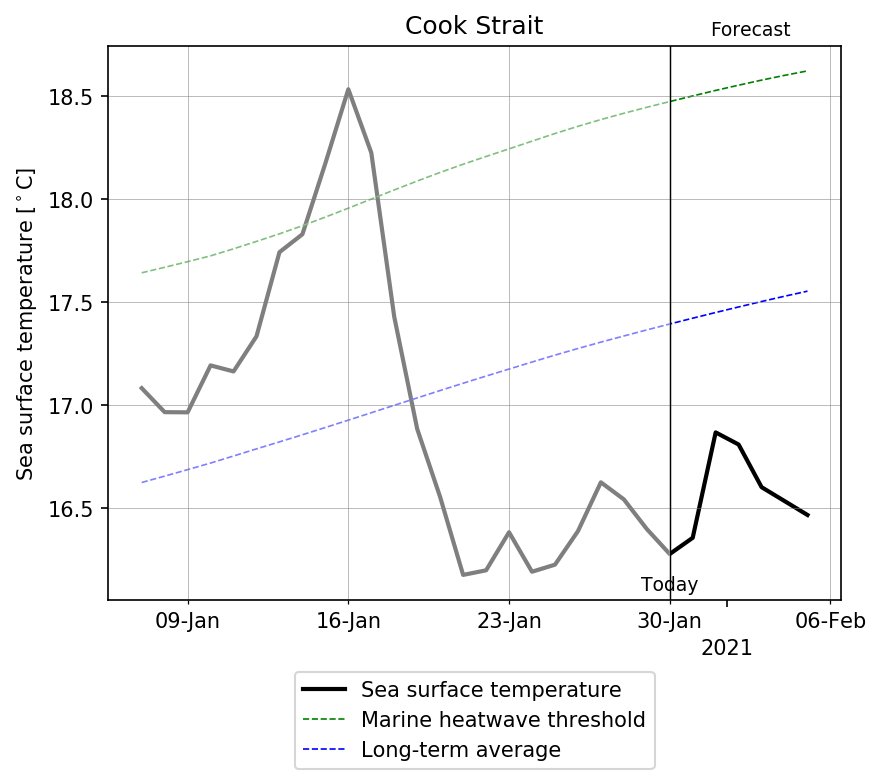 Cook Strait
Forecast
Sea surface temperature [°C]
18.5
18.0
17.5
17.0
16.5
Today
09-Jan 16-Jan 23-Jan 30-Jan 06-Feb
2021
Sea surface temperature
Marine heatwave threshold
Long-term average